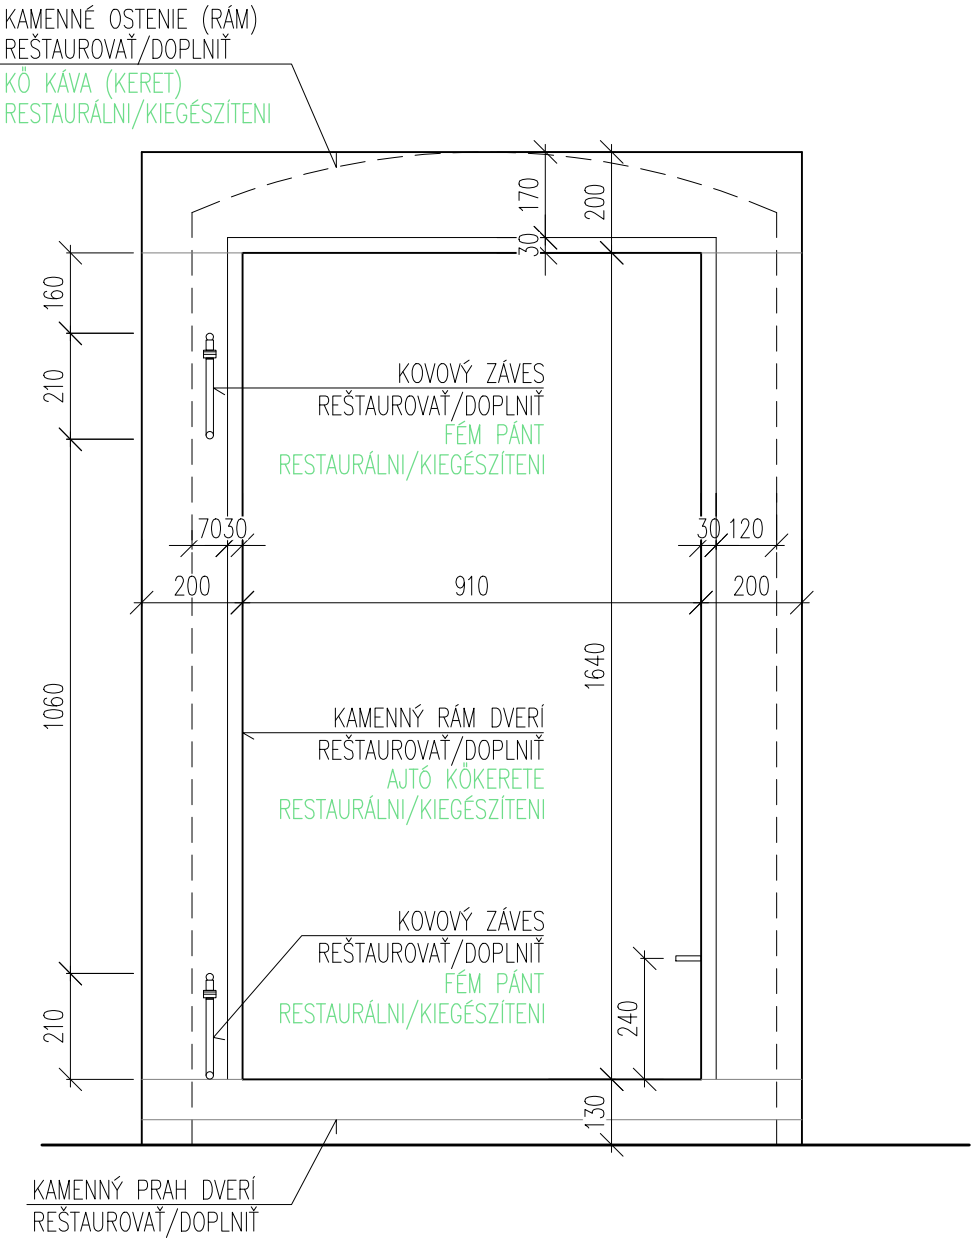 KAMENNÉ OSTENIE (RÁM)
REŠTAUROVAŤ/DOPLNIŤ
KŐ KÁVA (KERET)
RESTAURÁLNI/KIEGÉSZÍTENI
170
200
30
160
210
KOVOVÝ ZÁVES
REŠTAUROVAŤ/DOPLNIŤ
FÉM PÁNT
RESTAURÁLNI/KIEGÉSZÍTENI
70 30
30 120
200
910
200
1640
1060
KAMENNÝ RÁM DVERÍ
REŠTAUROVAŤ/DOPLNIŤ
AJTÓ KŐKERETE
RESTAURÁLNI/KIEGÉSZÍTENI
KOVOVÝ ZÁVES
REŠTAUROVAŤ/DOPLNIŤ
FÉM PÁNT
RESTAURÁLNI/KIEGÉSZÍTENI
210
240
130
KAMENNÝ PRAH DVERÍ
REŠTAUROVAŤ/DOPLNIŤ